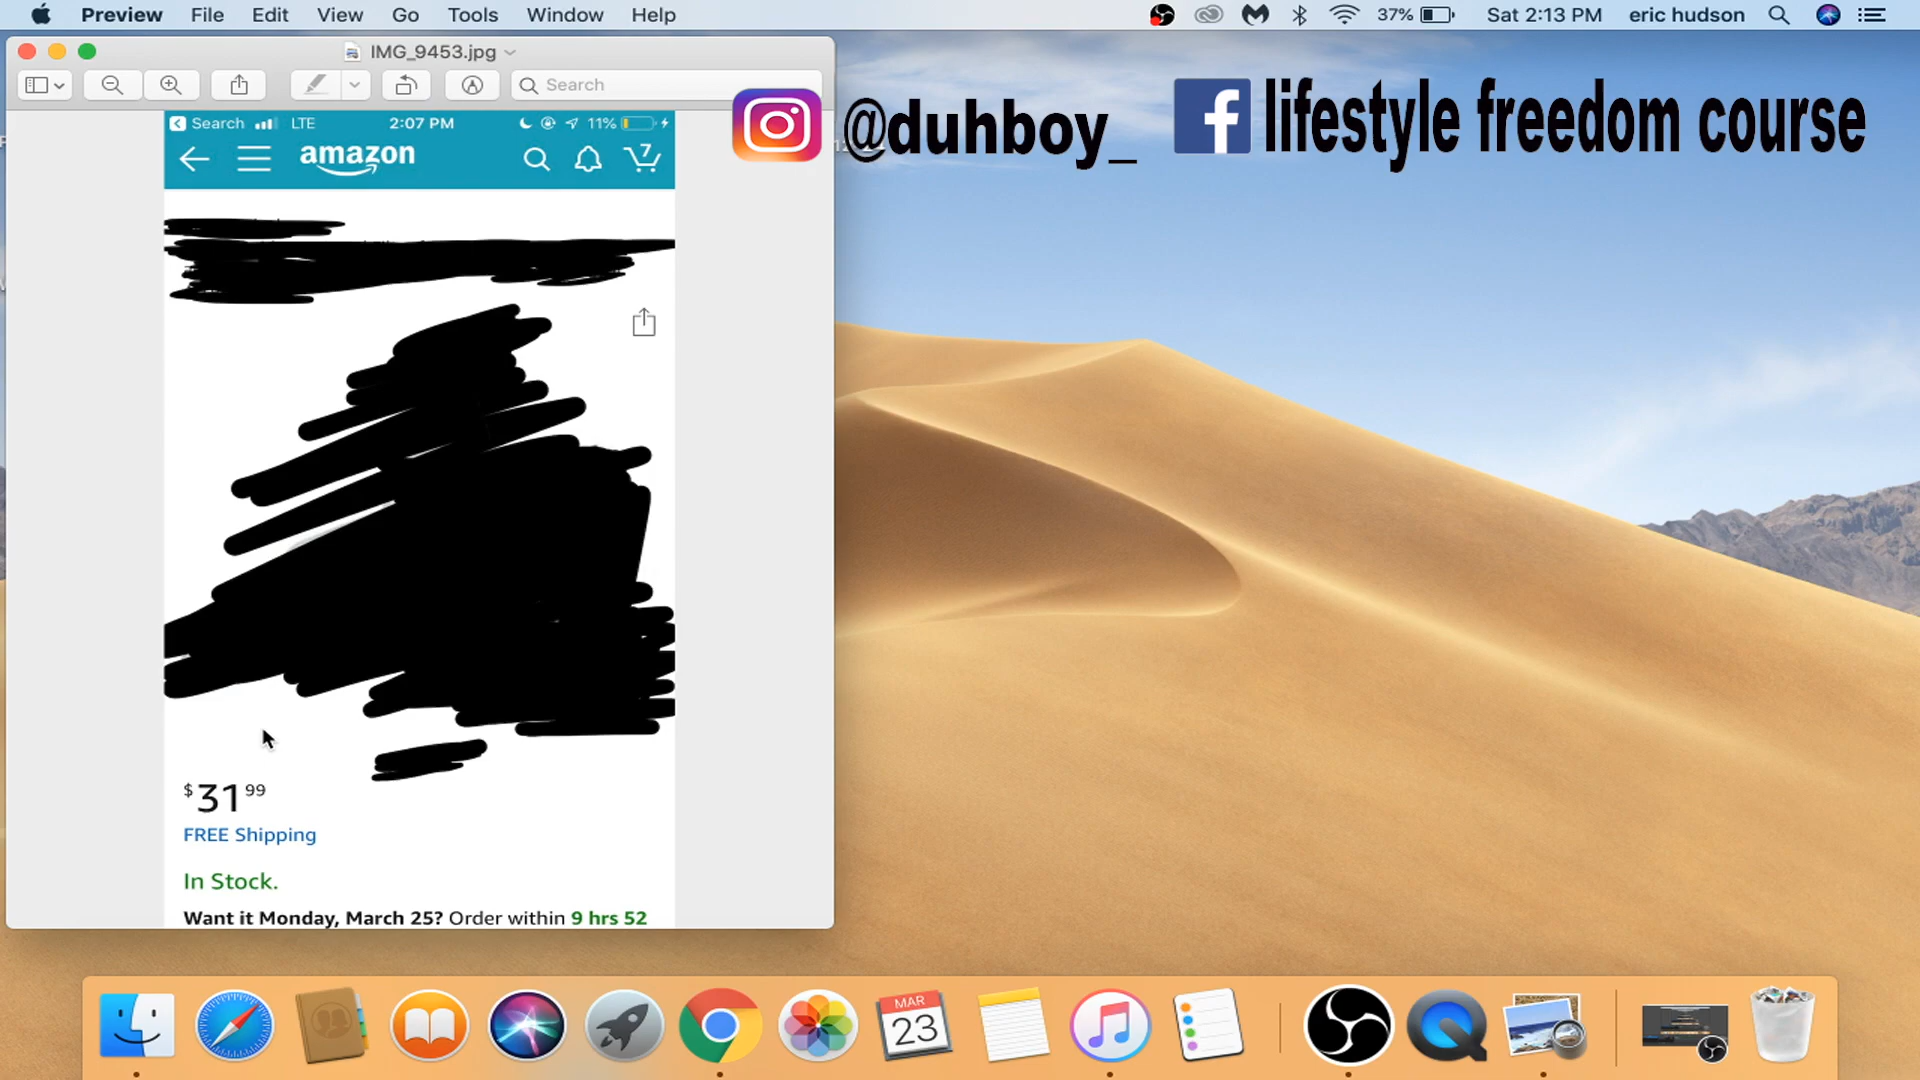 Preview File Edit View Go Tools Window Help 37% Sat 2:13 PM eric hudson
IMG_9453.jpg
Search
@duhboy_ f lifestyle freedom course
Search LTE 2:07 PM 11%
amazon 7
$31 99
FREE Shipping
In Stock.
Want it Monday, March 25? Order within 9 hrs 52
MAR
23